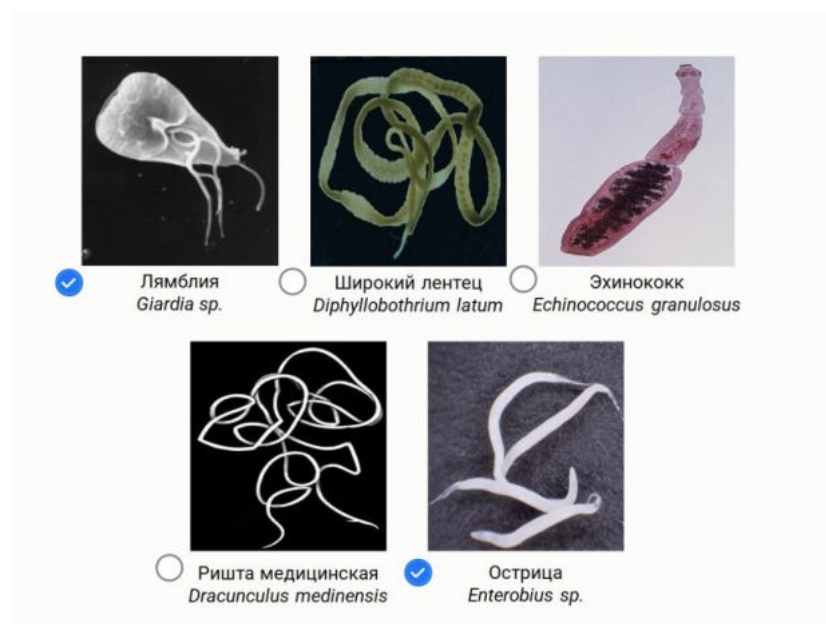 Лямблия
Giardia sp.
Широкий лентец
Diphyllobothrium latum
Эхинококк
Echinococcus granulosus
Ришта медицинская
Dracunculus medinensis
Острица
Enterobius sp.